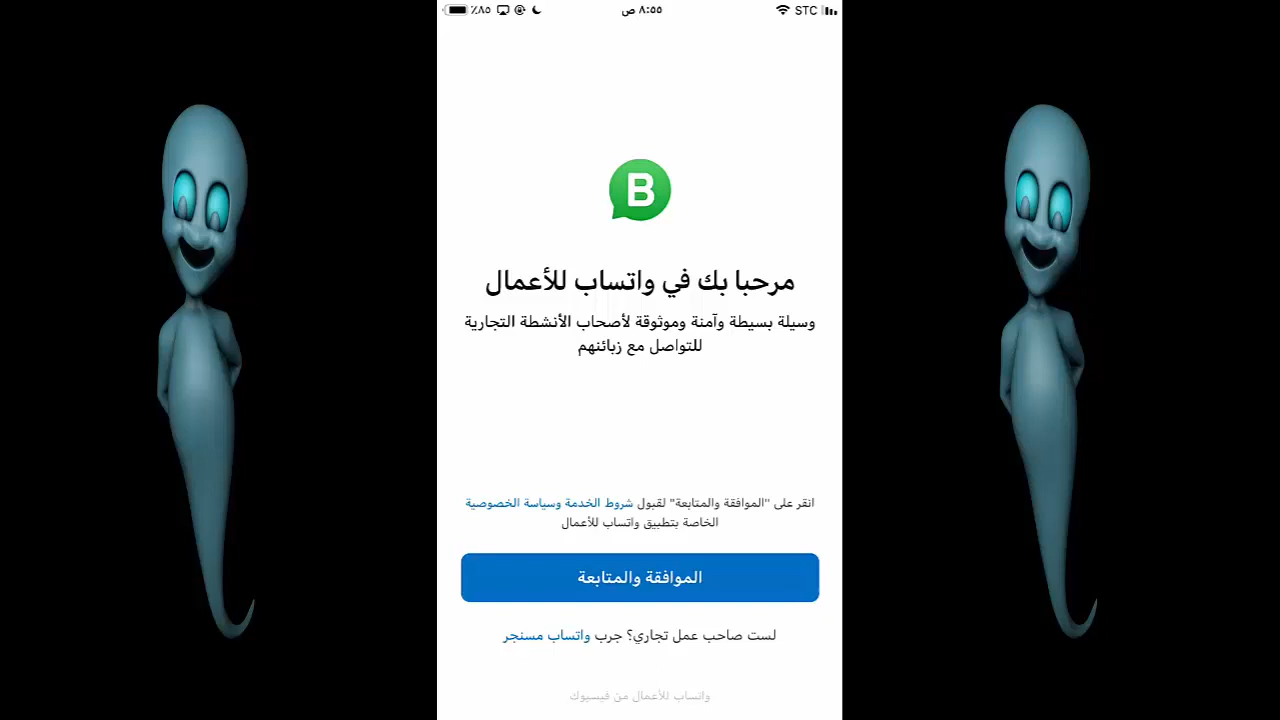 ٪٨٥ ٨:٥٥ ص STC
B
مرحبا بك في واتساب للأعمال
وسيلة بسيطة وآمنة وموثوقة لأصحاب الأنشطة التجارية
للتواصل مع زبائنهم
انقر على "الموافقة والمتابعة" لقبول شروط الخدمة وسياسة الخصوصية
الخاصة بتطبيق واتساب للأعمال
الموافقة والمتابعة
لست صاحب عمل تجاري؟ جرب واتساب مسنجر
واتساب للأعمال من فيسبوك